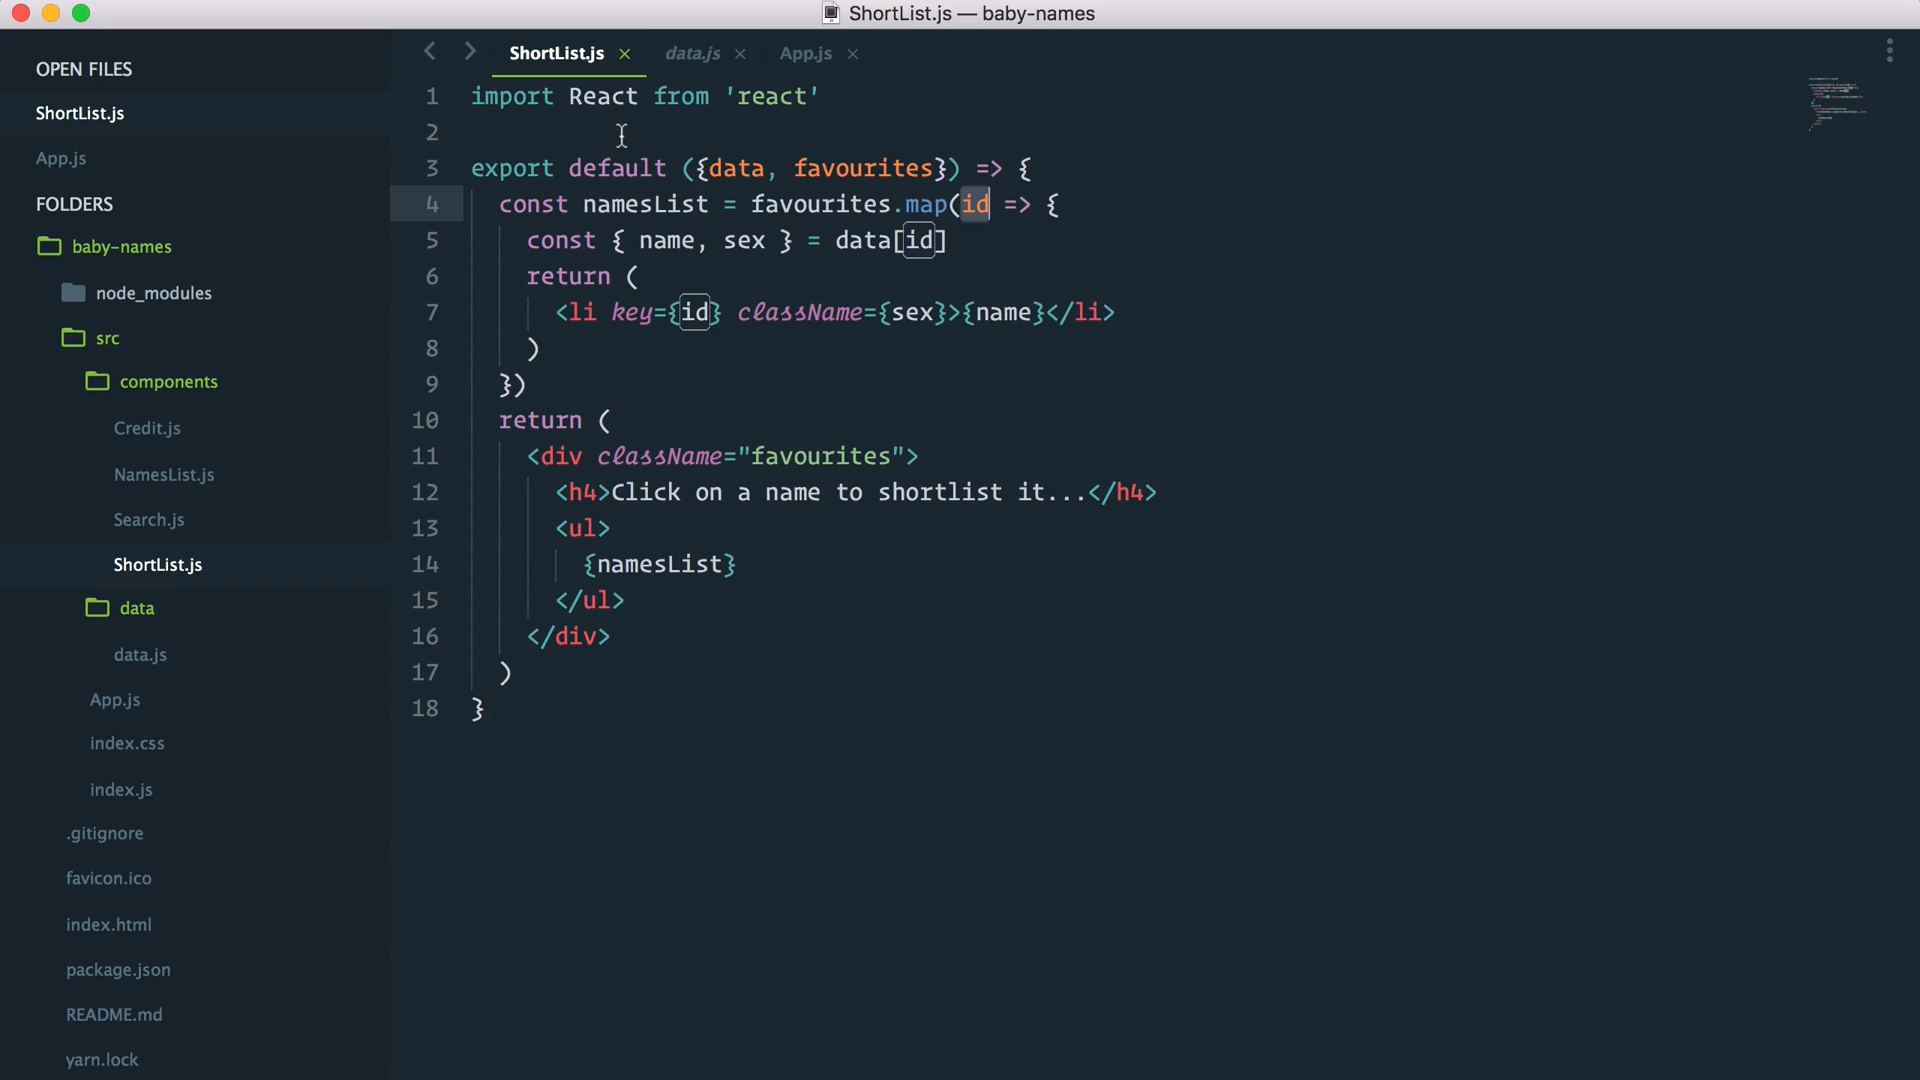 ShortList.js — baby-names
OPEN FILES
ShortList.js
App.js
FOLDERS
baby-names
node_modules
src
components
Credit.js
NamesList.js
Search.js
ShortList.js
data
data.js
App.js
index.css
index.js
.gitignore
favicon.ico
index.html
package.json
README.md
yarn.lock
ShortList.js × data.js × App.js ×
1 import React from 'react'
2
3 export default ({data, favourites}) => {
4 const namesList = favourites.map(id => {
5 const { name, sex } = data[id]
6 return (
7 <li key={id} className={sex}>{name}</li>
8 )
9 })
10 return (
11 <div className="favourites">
12 <h4>Click on a name to shortlist it...</h4>
13 <ul>
14 {namesList}
15 </ul>
16 </div>
17 )
18 }